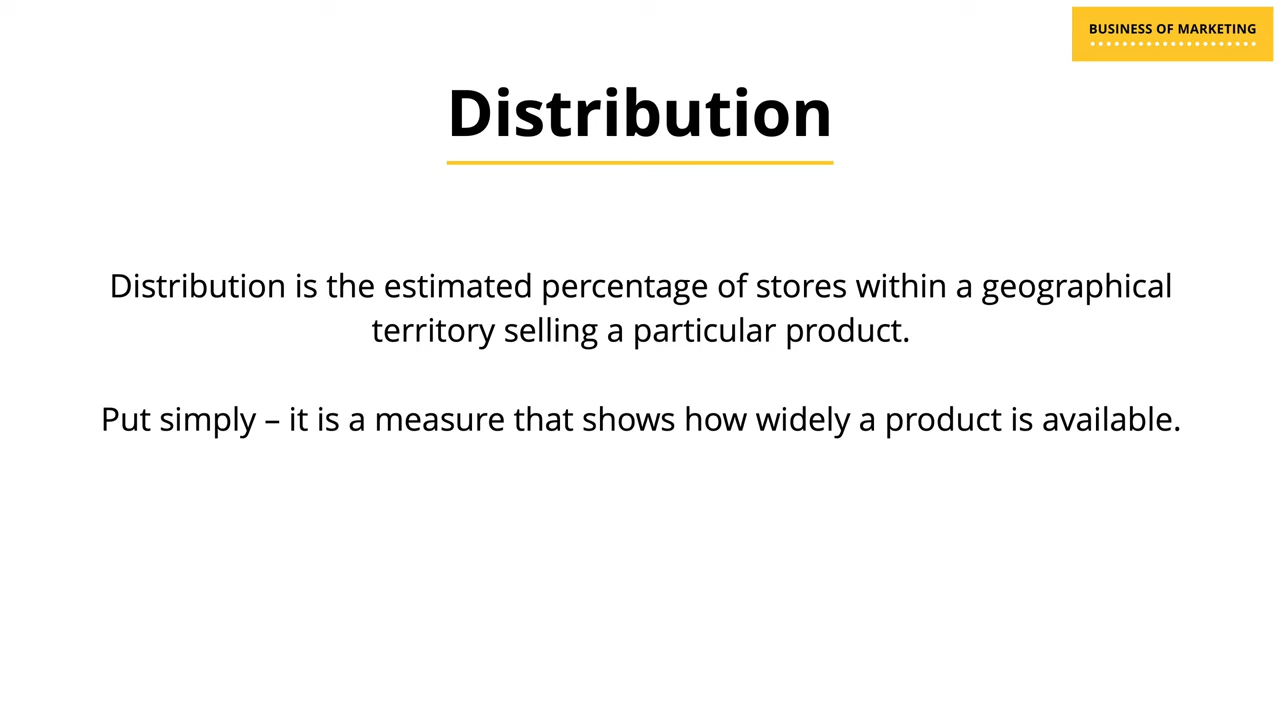 BUSINESS OF MARKETING
Distribution
Distribution is the estimated percentage of stores within a geographical
territory selling a particular product.
Put simply – it is a measure that shows how widely a product is available.